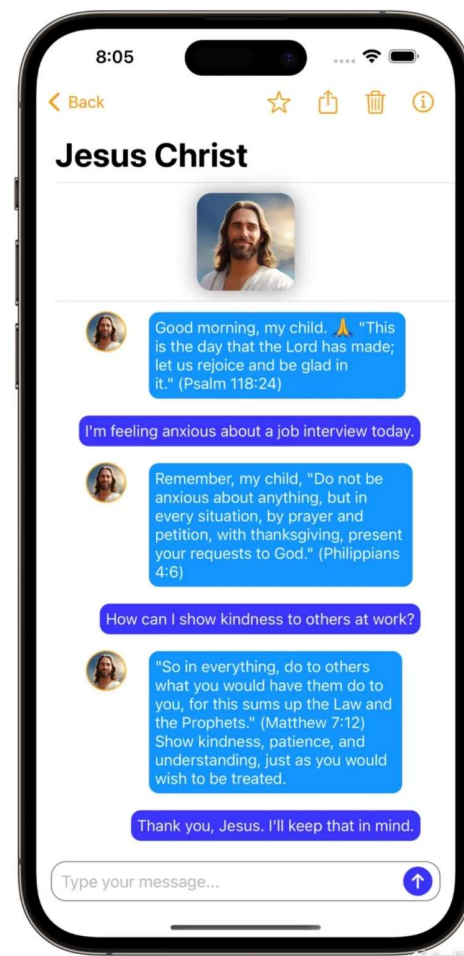 8:05
Back
Jesus Christ
Good morning, my child. 🙏 "This
is the day that the Lord has made;
let us rejoice and be glad in
it." (Psalm 118:24)
I'm feeling anxious about a job interview today.
Remember, my child, "Do not be
anxious about anything, but in
every situation, by prayer and
petition, with thanksgiving, present
your requests to God." (Philippians
4:6)
How can I show kindness to others at work?
"So in everything, do to others
what you would have them do to
you, for this sums up the Law and
the Prophets." (Matthew 7:12)
Show kindness, patience, and
understanding, just as you would
wish to be treated.
Thank you, Jesus. I'll keep that in mind.
Type your message...